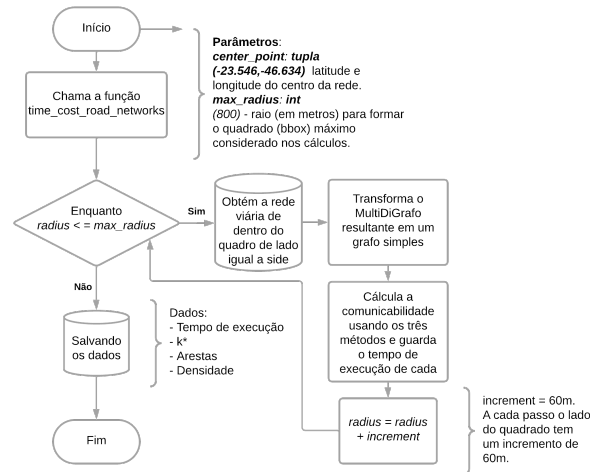 Início
Parâmetros:
center_point: tupla
(-23.546,-46.634) latitude e
longitude do centro da rede.
max_radius: int
(800) - raio (em metros) para formar
o quadrado (bbox) máximo
considerado nos cálculos.
Chama a função
time_cost_road_networks
Enquanto
radius < = max_radius
Sim
Obtém a rede
viária de
dentro do
quadro de lado
igual a side
Transforma o
MultiDiGrafo
resultante em um
grafo simples
Cálcula a
comunicabilidade
usando os três
métodos e guarda
o tempo de
execução de cada
radius = radius
+ increment
increment = 60m.
A cada passo o lado
do quadrado tem
um incremento de
60m.
Não
Salvando
os dados
Dados:
- Tempo de execução
- k*
- Arestas
- Densidade
Fim